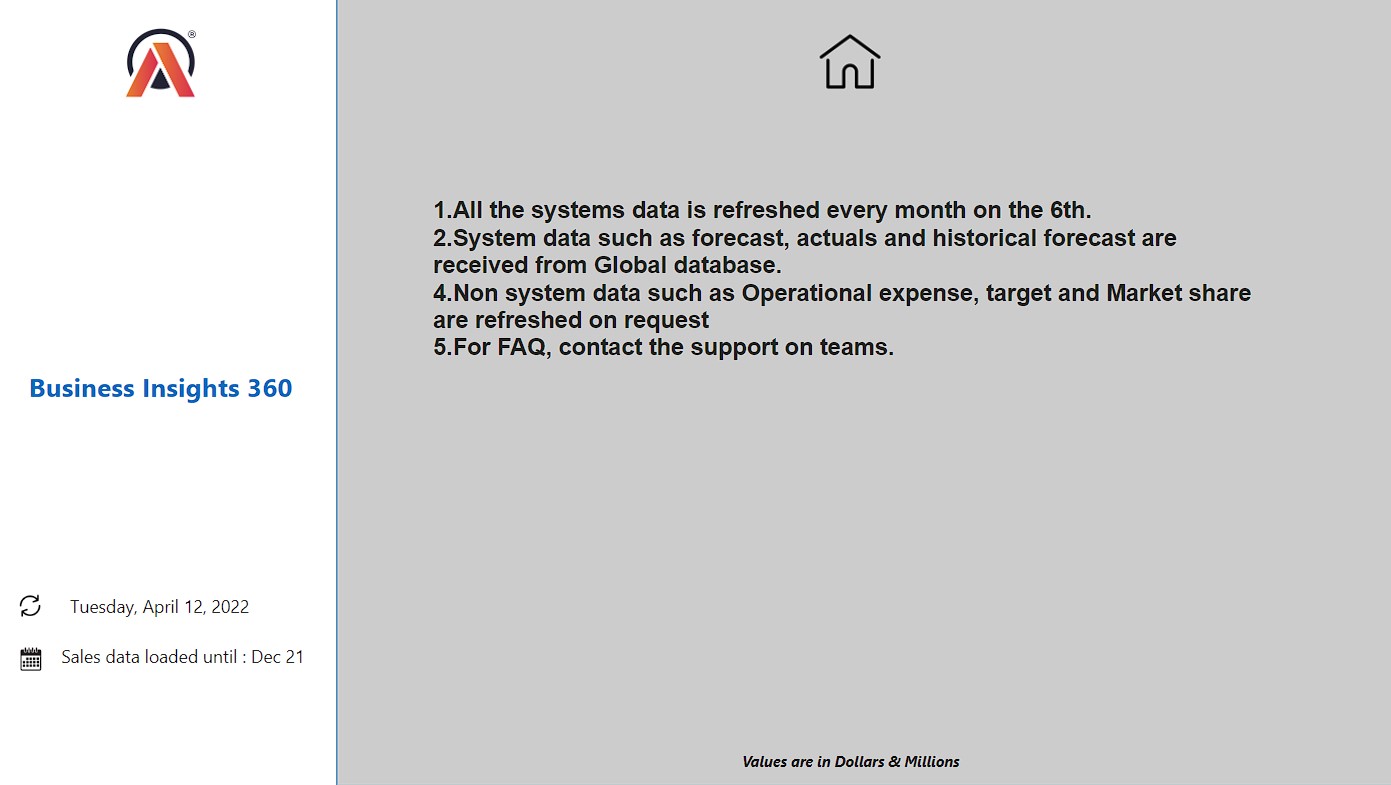 ®
1.All the systems data is refreshed every month on the 6th.
2.System data such as forecast, actuals and historical forecast are
received from Global database.
4.Non system data such as Operational expense, target and Market share
are refreshed on request
5.For FAQ, contact the support on teams.
Business Insights 360
Tuesday, April 12, 2022
Sales data loaded until : Dec 21
Values are in Dollars & Millions